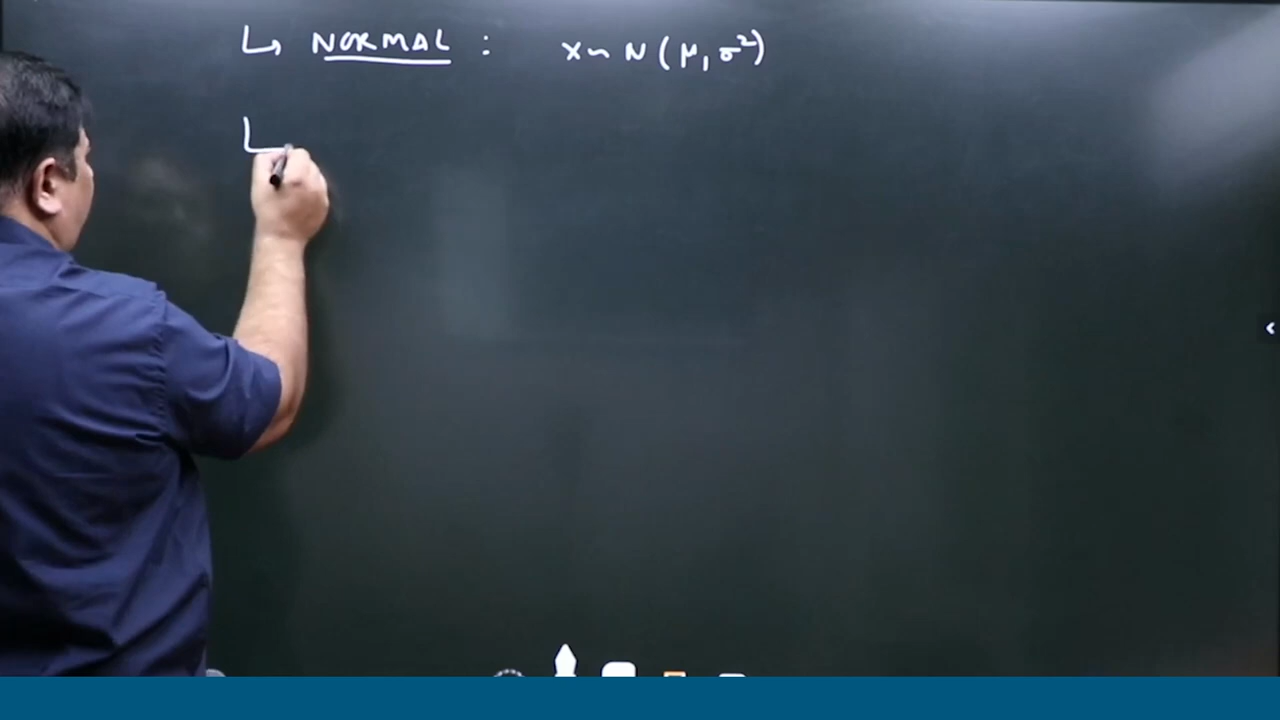 ↳ NORMAL : x ~ N (μ, σ²)